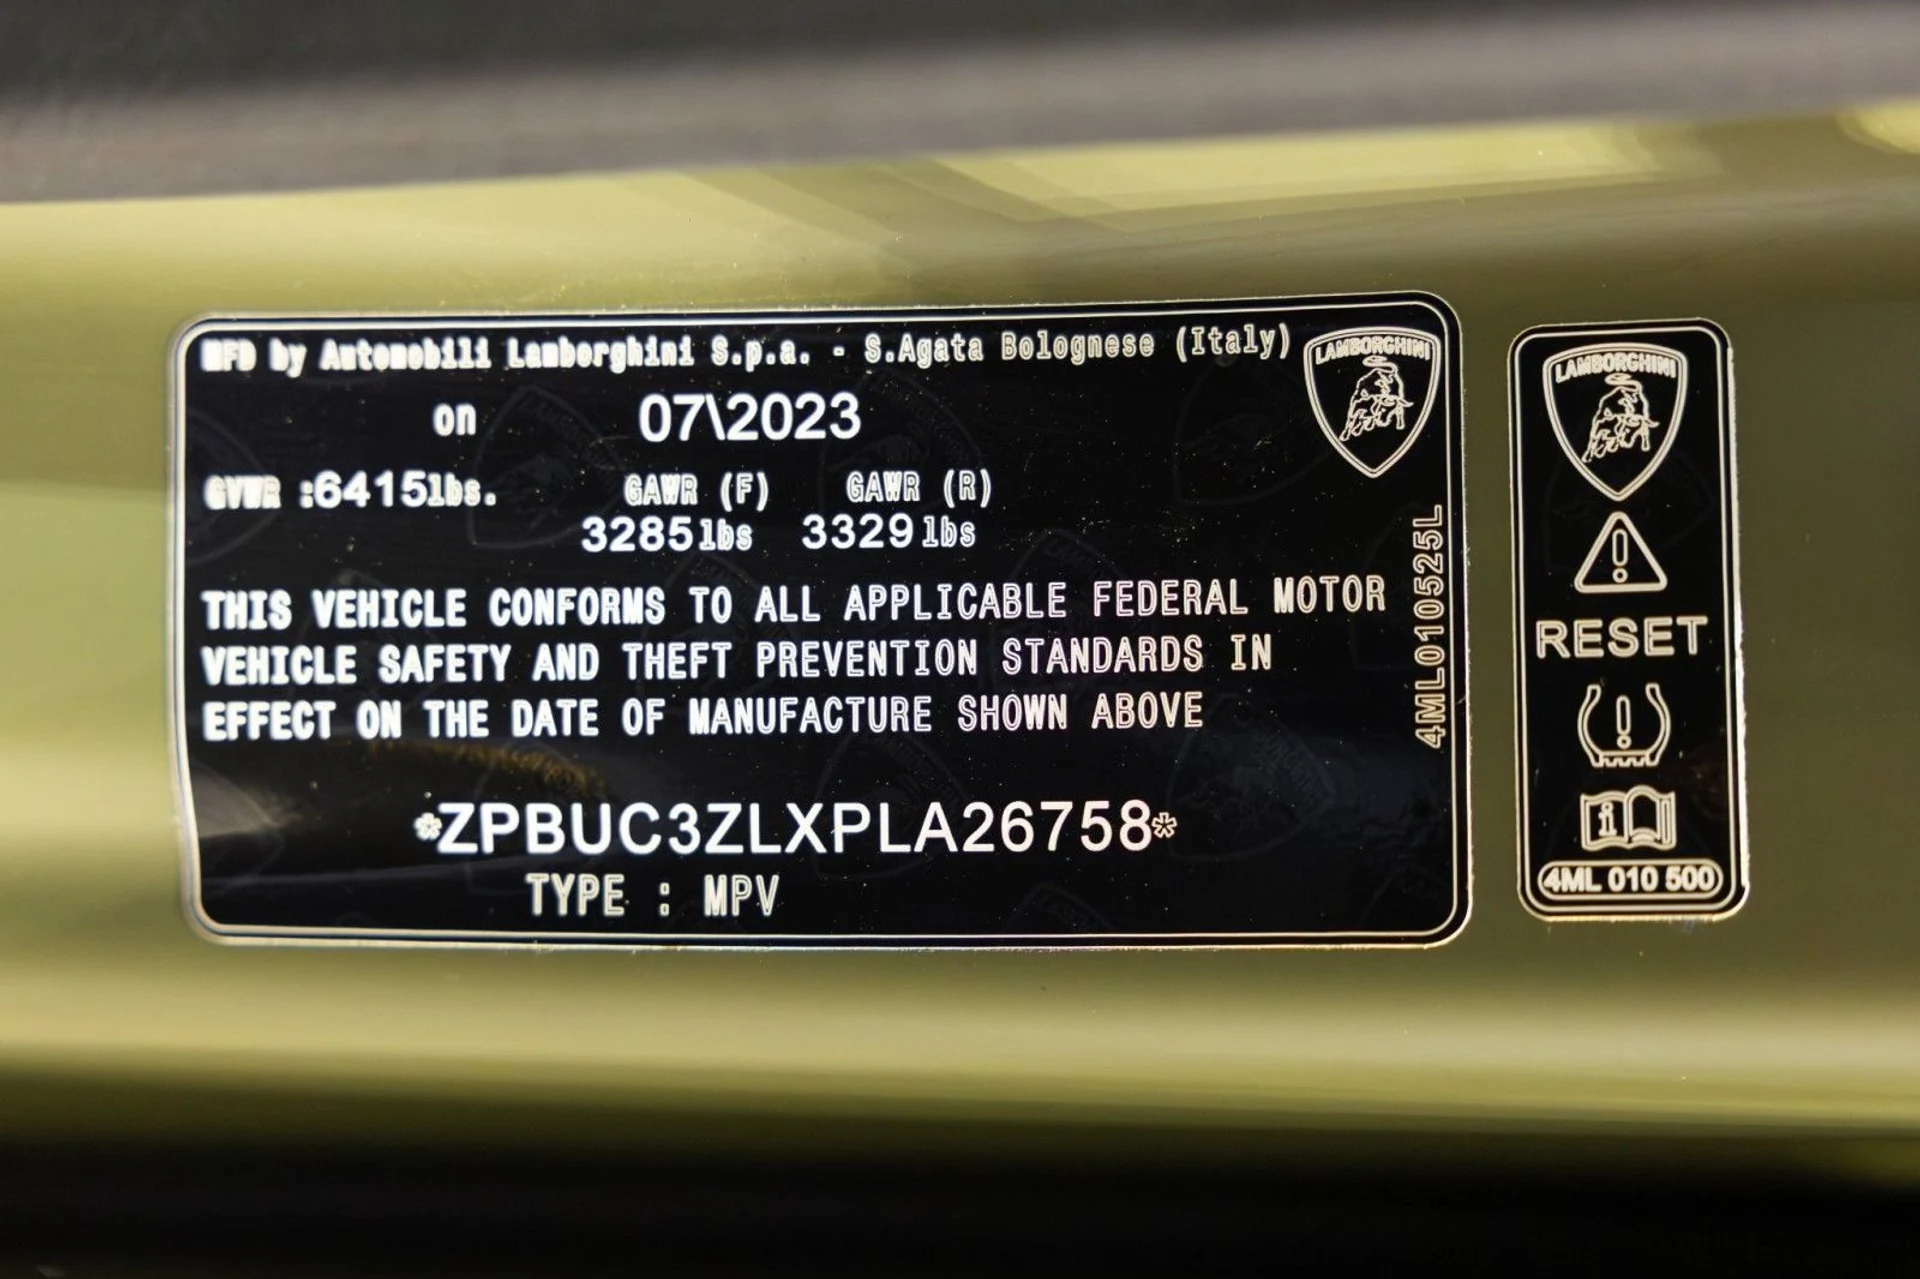 MFD by Automobili Lamborghini S.p.a. - S.Agata Bolognese (Italy)
on 07\2023
GVWR :6415lbs. GAWR (F) GAWR (R)
3285lbs 3329lbs
THIS VEHICLE CONFORMS TO ALL APPLICABLE FEDERAL MOTOR
VEHICLE SAFETY AND THEFT PREVENTION STANDARDS IN
EFFECT ON THE DATE OF MANUFACTURE SHOWN ABOVE
*ZPBUC3ZLXPLA26758*
TYPE : MPV
LAMBORGHINI
4ML010525L
LAMBORGHINI
RESET
4ML 010 500